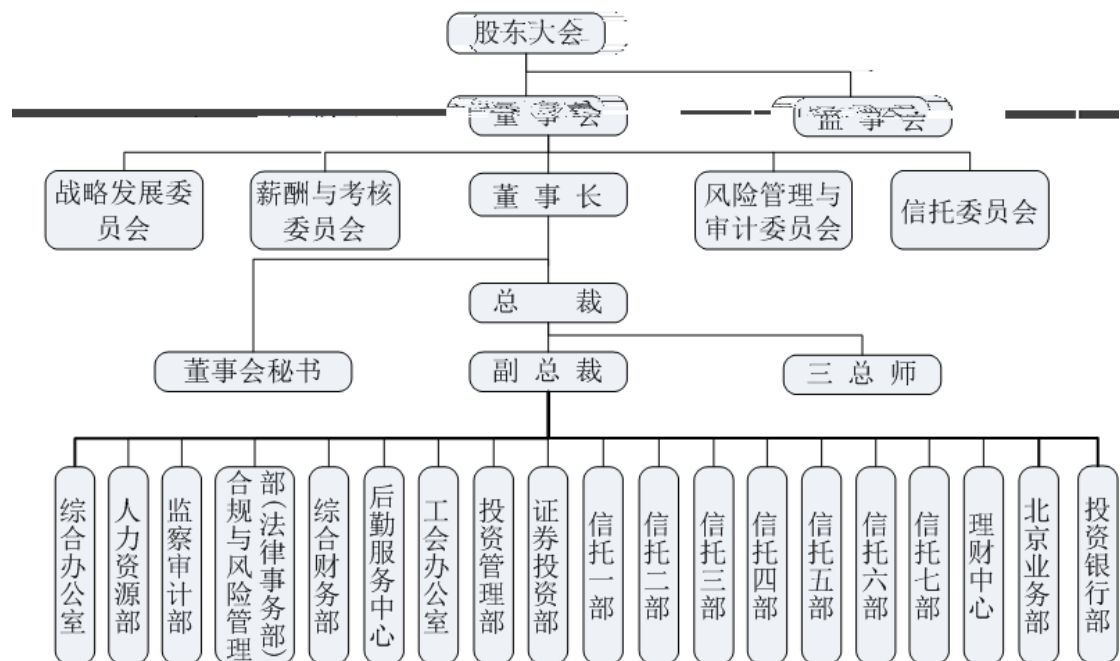 股东大会
董事会
监事会
战略发展委
员会
薪酬与考核
委员会
董事长
风险管理与
审计委员会
信托委员会
总裁
董事会秘书
副总裁
三总师
综合办公室
人力资源部
监察审计部
合规与风险管理
部(法律事务部)
综合财务部
后勤服务中心
工会办公室
投资管理部
证券投资部
信托一部
信托二部
信托三部
信托四部
信托五部
信托六部
信托七部
理财中心
北京业务部
投资银行部